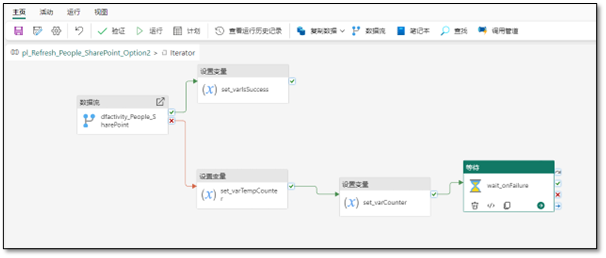 主页 活动 运行 视图
验证 运行 计划 查看运行历史记录 复制数据 数据流 笔记本 查找 调用管道
pl_Refresh_People_SharePoint_Option2 > Iterator
设置变量
(x) set_varIsSuccess
数据流
dfactivity_People_S
harePoint
设置变量
(x) set_varTempCounte
r
设置变量
(x) set_varCounter
等待
wait_onFailure